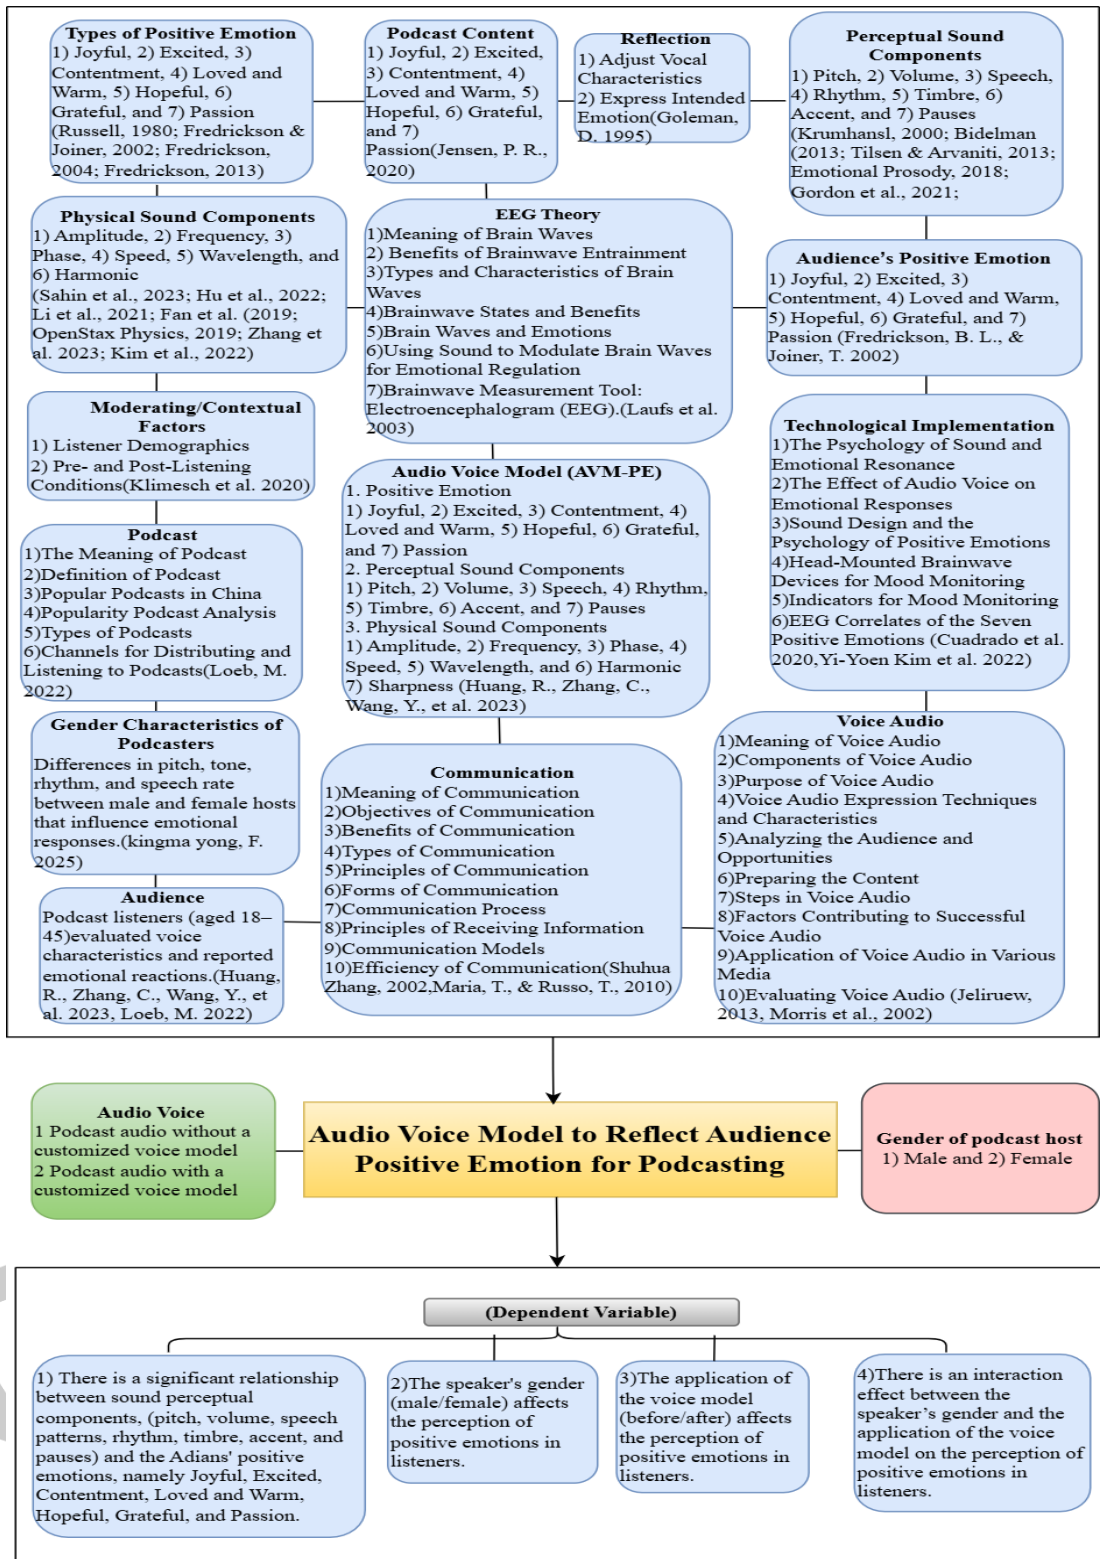 Types of Positive Emotion
1) Joyful, 2) Excited, 3)
Contentment, 4) Loved and
Warm, 5) Hopeful, 6)
Grateful, and 7) Passion
(Russell, 1980; Fredrickson &
Joiner, 2002; Fredrickson,
2004; Fredrickson, 2013)
Podcast Content
1) Joyful, 2) Excited,
3) Contentment, 4)
Loved and Warm, 5)
Hopeful, 6) Grateful,
and 7)
Passion(Jensen, P. R.,
2020)
Reflection
1) Adjust Vocal
Characteristics
2) Express Intended
Emotion(Goleman,
D. 1995)
Perceptual Sound
Components
1) Pitch, 2) Volume, 3) Speech,
4) Rhythm, 5) Timbre, 6)
Accent, and 7) Pauses
(Krumhansl, 2000; Bidelman
(2013; Tilsen & Arvaniti, 2013;
Emotional Prosody, 2018;
Gordon et al., 2021;
Physical Sound Components
1) Amplitude, 2) Frequency, 3)
Phase, 4) Speed, 5) Wavelength, and
6) Harmonic
(Sahin et al., 2023; Hu et al., 2022;
Li et al., 2021; Fan et al. (2019;
OpenStax Physics, 2019; Zhang
et al. 2023; Kim et al., 2022)
EEG Theory
1)Meaning of Brain Waves
2) Benefits of Brainwave Entrainment
3)Types and Characteristics of Brain
Waves
4)Brainwave States and Benefits
5)Brain Waves and Emotions
6)Using Sound to Modulate Brain Waves
for Emotional Regulation
7)Brainwave Measurement Tool:
Electroencephalogram (EEG).(Laufs et al.
2003)
Audience's Positive Emotion
1) Joyful, 2) Excited, 3)
Contentment, 4) Loved and Warm,
5) Hopeful, 6) Grateful, and 7)
Passion (Fredrickson, B. L., &
Joiner, T. 2002)
Moderating/Contextual
Factors
1) Listener Demographics
2) Pre- and Post-Listening
Conditions(Klimesch et al. 2020)
Audio Voice Model (AVM-PE)
1. Positive Emotion
1) Joyful, 2) Excited, 3) Contentment, 4)
Loved and Warm, 5) Hopeful, 6) Grateful,
and 7) Passion
2. Perceptual Sound Components
1) Pitch, 2) Volume, 3) Speech, 4) Rhythm,
5) Timbre, 6) Accent, and 7) Pauses
3. Physical Sound Components
1) Amplitude, 2) Frequency, 3) Phase, 4)
Speed, 5) Wavelength, and 6) Harmonic
7) Sharpness (Huang, R., Zhang, C.,
Wang, Y., et al. 2023)
Technological Implementation
1)The Psychology of Sound and
Emotional Resonance
2)The Effect of Audio Voice on
Emotional Responses
3)Sound Design and the
Psychology of Positive Emotions
4)Head-Mounted Brainwave
Devices for Mood Monitoring
5)Indicators for Mood Monitoring
6)EEG Correlates of the Seven
Positive Emotions (Cuadrado et al.
2020,Yi-Yoen Kim et al. 2022)
Podcast
1)The Meaning of Podcast
2)Definition of Podcast
3)Popular Podcasts in China
4)Popularity Podcast Analysis
5)Types of Podcasts
6)Channels for Distributing and
Listening to Podcasts(Loeb, M.
2022)
Gender Characteristics of
Podcasters
Differences in pitch, tone,
rhythm, and speech rate
between male and female hosts
that influence emotional
responses.(kingma yong, F.
2025)
Communication
1)Meaning of Communication
2)Objectives of Communication
3)Benefits of Communication
4)Types of Communication
5)Principles of Communication
6)Forms of Communication
7)Communication Process
8)Principles of Receiving Information
9)Communication Models
10)Efficiency of Communication(Shuhua
Zhang, 2002,Maria, T., & Russo, T., 2010)
Voice Audio
1)Meaning of Voice Audio
2)Components of Voice Audio
3)Purpose of Voice Audio
4)Voice Audio Expression Techniques
and Characteristics
5)Analyzing the Audience and
Opportunities
6)Preparing the Content
7)Steps in Voice Audio
8)Factors Contributing to Successful
Voice Audio
9)Application of Voice Audio in Various
Media
10)Evaluating Voice Audio (Jeliruew,
2013, Morris et al., 2002)
Audience
Podcast listeners (aged 18–
45)evaluated voice
characteristics and reported
emotional reactions.(Huang,
R., Zhang, C., Wang, Y., et
al. 2023, Loeb, M. 2022)
Audio Voice
1 Podcast audio without a
customized voice model
2 Podcast audio with a
customized voice model
Audio Voice Model to Reflect Audience
Positive Emotion for Podcasting
Gender of podcast host
1) Male and 2) Female
(Dependent Variable)
1) There is a significant relationship
between sound perceptual
components, (pitch, volume, speech
patterns, rhythm, timbre, accent, and
pauses) and the Adians' positive
emotions, namely Joyful, Excited,
Contentment, Loved and Warm,
Hopeful, Grateful, and Passion.
2)The speaker's gender
(male/female) affects
the perception of
positive emotions in
listeners.
3)The application of
the voice model
(before/after) affects
the perception of
positive emotions in
listeners.
4)There is an interaction
effect between the
speaker's gender and the
application of the voice
model on the perception of
positive emotions in
listeners.